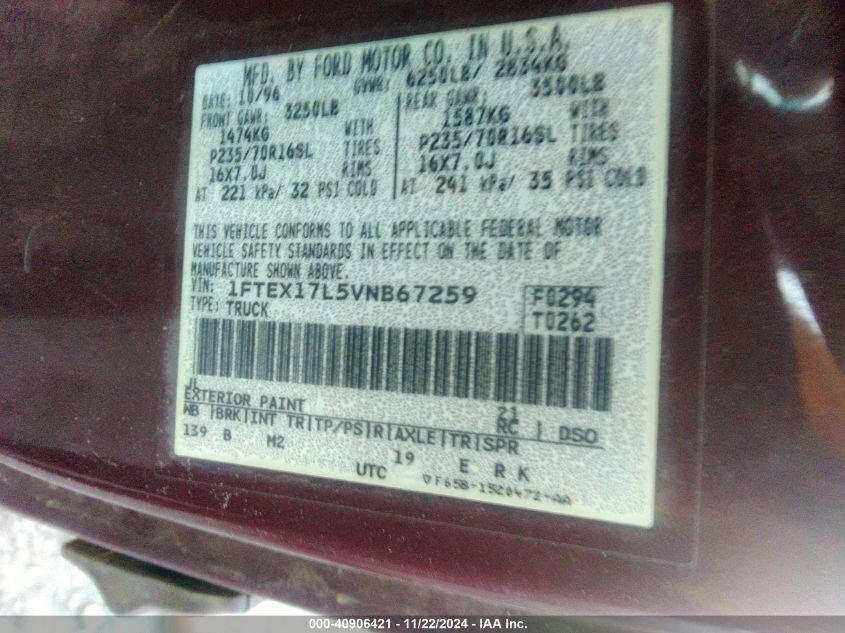 MFD. BY FORD MOTOR CO. IN U.S.A.
DATE: 10/96 GVWR: 6250LB/ 2834KG
FRONT GAWR: 3250LB REAR GAWR: 3500LB
1474KG WITH 1587KG WITH
P235/70R16SL TIRES P235/70R16SL TIRES
16X7.0J RIMS 16X7.0J RIMS
AT 221 kPa/ 32 PSI COLD AT 241 kPa/ 35 PSI COLD
THIS VEHICLE CONFORMS TO ALL APPLICABLE FEDERAL MOTOR
VEHICLE SAFETY STANDARDS IN EFFECT ON THE DATE OF
MANUFACTURE SHOWN ABOVE.
VIN: 1FTEX17L5VNB67259 F0294
TYPE: TRUCK T0262
JL
EXTERIOR PAINT 21
WB |BRK|INT TR|TP/PS|R|AXLE|TR|SPR RC | DSO
139 B M2 19 E R K
UTC ▽F65B-1520472-AA
000-40906421 - 11/22/2024 - IAA Inc.